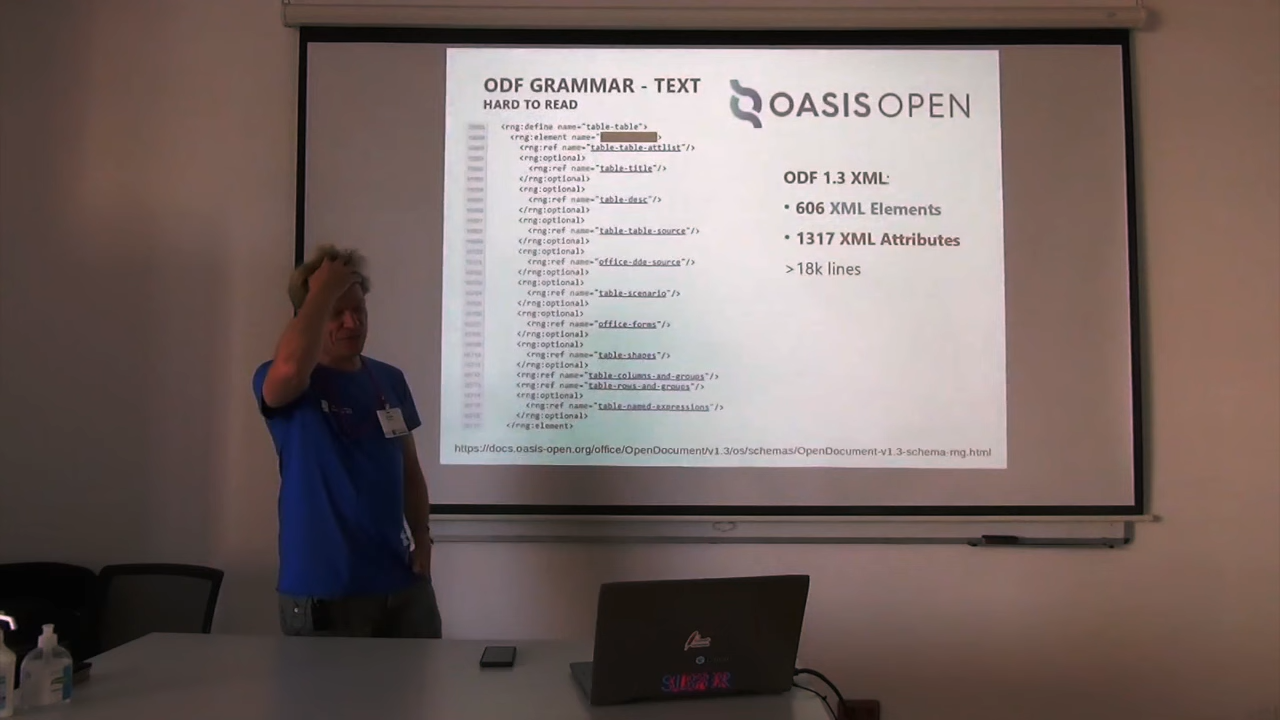 ODF GRAMMAR - TEXT
HARD TO READ
OASIS OPEN
<rng:define name="table-table">
<rng:element name="
<rng:ref name="table-table-attlist"/>
<rng:optional>
<rng:ref name="table-title"/>
</rng:optional>
<rng:optional>
<rng:ref name="table-desc"/>
</rng:optional>
<rng:optional>
<rng:ref name="table-table-source"/>
</rng:optional>
<rng:optional>
<rng:ref name="office-dde-source"/>
</rng:optional>
<rng:optional>
<rng:ref name="table-scenario"/>
</rng:optional>
<rng:optional>
<rng:ref name="office-forms"/>
</rng:optional>
<rng:optional>
<rng:ref name="table-shapes"/>
</rng:optional>
<rng:ref name="table-columns-and-groups"/>
<rng:ref name="table-rows-and-groups"/>
<rng:optional>
<rng:ref name="table-named-expressions"/>
</rng:optional>
</rng:element>
ODF 1.3 XML:
• 606 XML Elements
• 1317 XML Attributes
>18k lines
https://docs.oasis-open.org/office/OpenDocument/v1.3/os/schemas/OpenDocument-v1.3-schema-rng.html